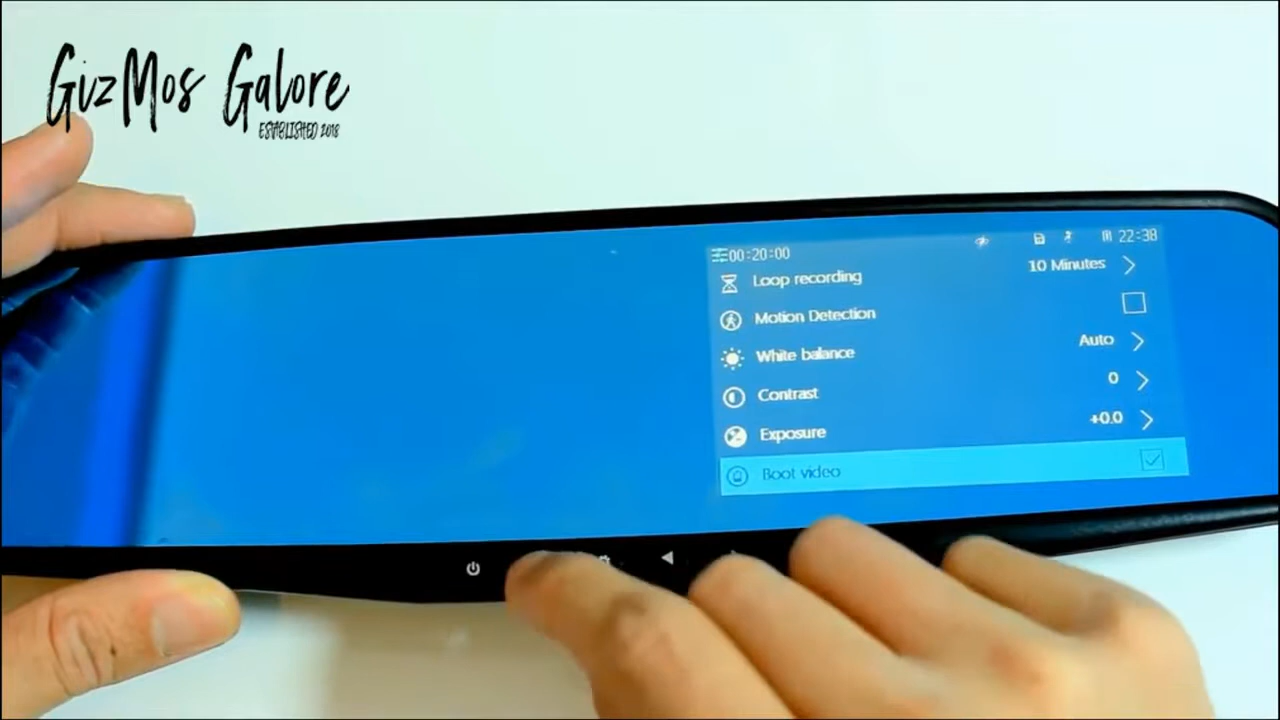 GizMos Galore
ESTABLISHED 2018
00:20:00 22:38
Loop recording 10 Minutes
Motion Detection
White balance Auto
Contrast 0
Exposure +0.0
Boot video